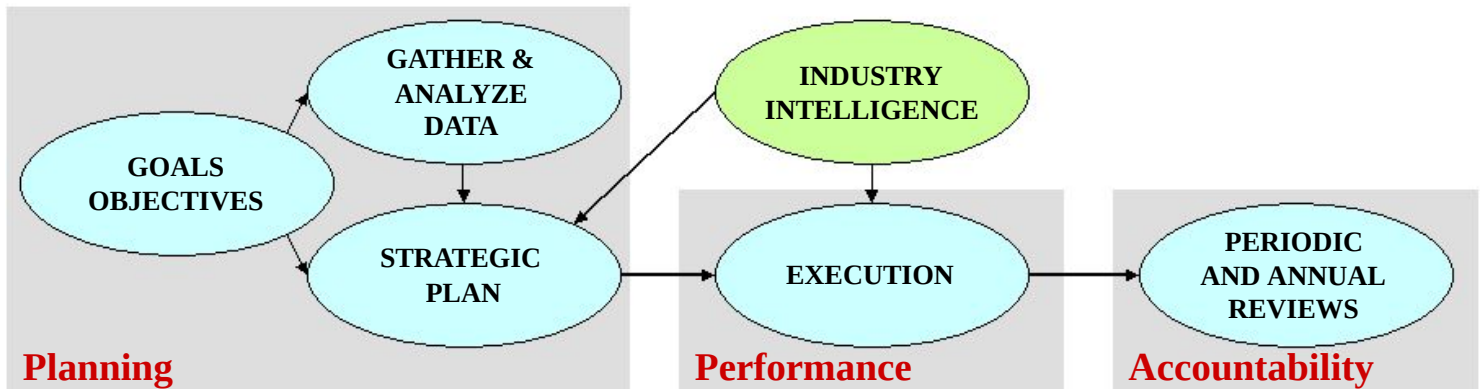 GATHER &
ANALYZE
DATA
INDUSTRY
INTELLIGENCE
GOALS
OBJECTIVES
STRATEGIC
PLAN
EXECUTION
PERIODIC
AND ANNUAL
REVIEWS
Planning
Performance
Accountability